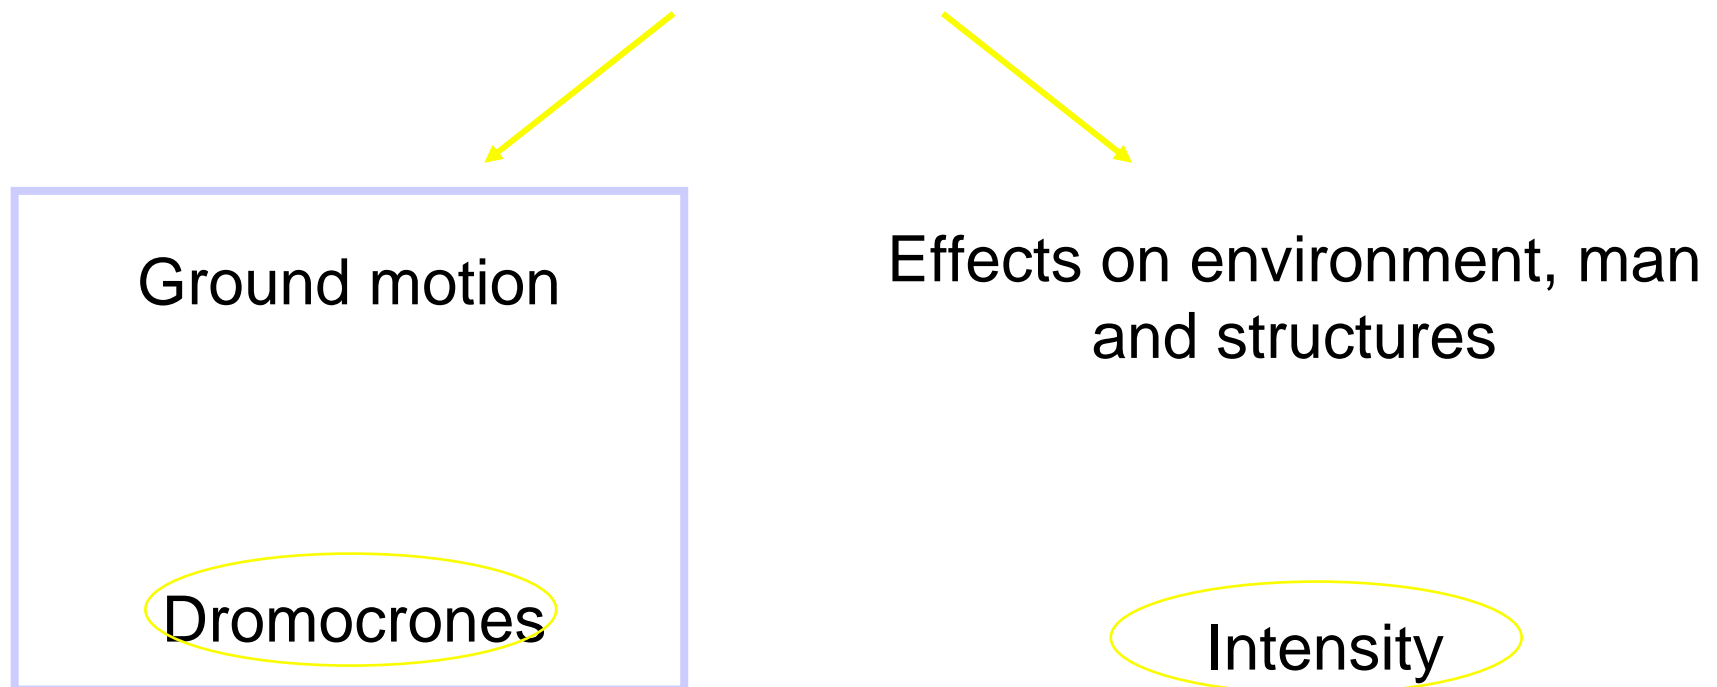 Ground motion
Effects on environment, man
and structures
Dromocrones
Intensity